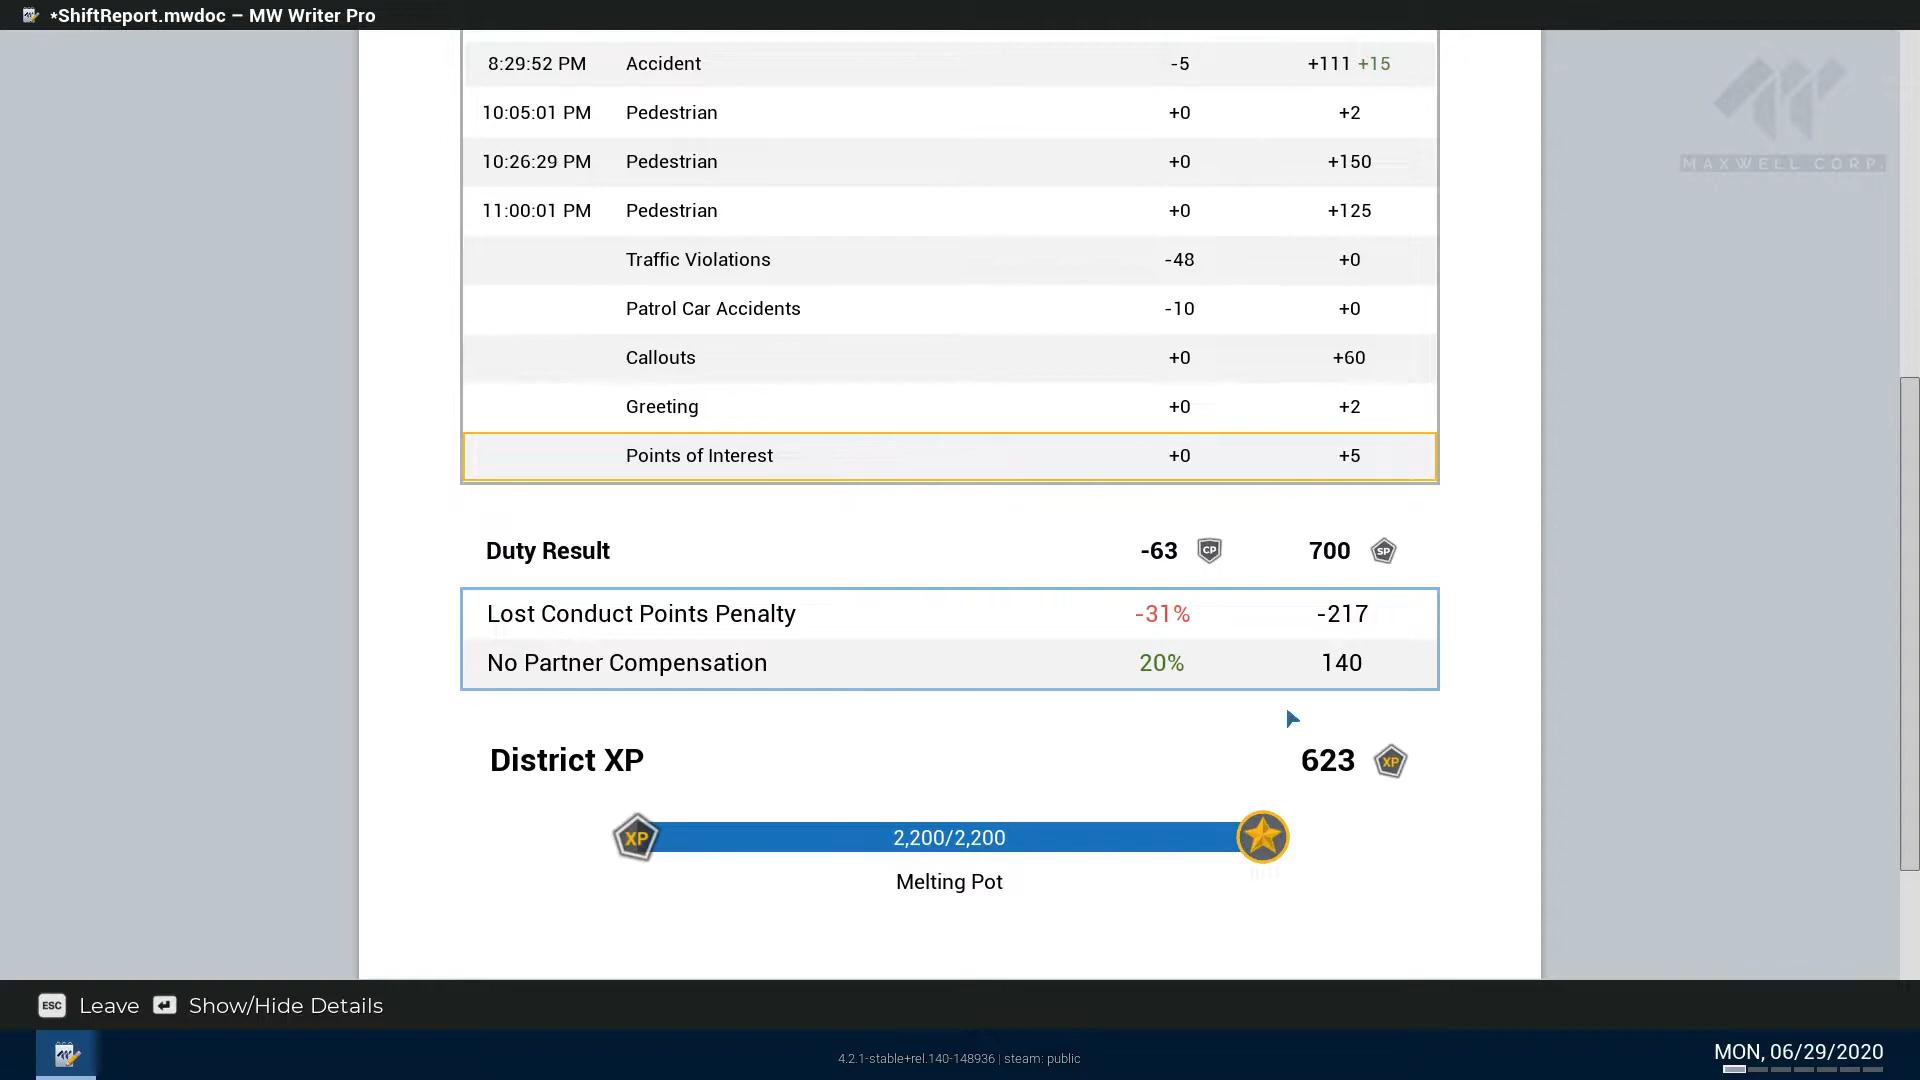 *ShiftReport.mwdoc – MW Writer Pro
MAXWELL CORP.
8:29:52 PM Accident -5 +111 +15
10:05:01 PM Pedestrian +0 +2
10:26:29 PM Pedestrian +0 +150
11:00:01 PM Pedestrian +0 +125
Traffic Violations -48 +0
Patrol Car Accidents -10 +0
Callouts +0 +60
Greeting +0 +2
Points of Interest +0 +5
Duty Result -63 CP 700 SP
Lost Conduct Points Penalty -31% -217
No Partner Compensation 20% 140
District XP 623 XP
XP 2,200/2,200
Melting Pot
ESC Leave Show/Hide Details
4.2.1-stable+rel.140-148936 | steam: public
MON, 06/29/2020